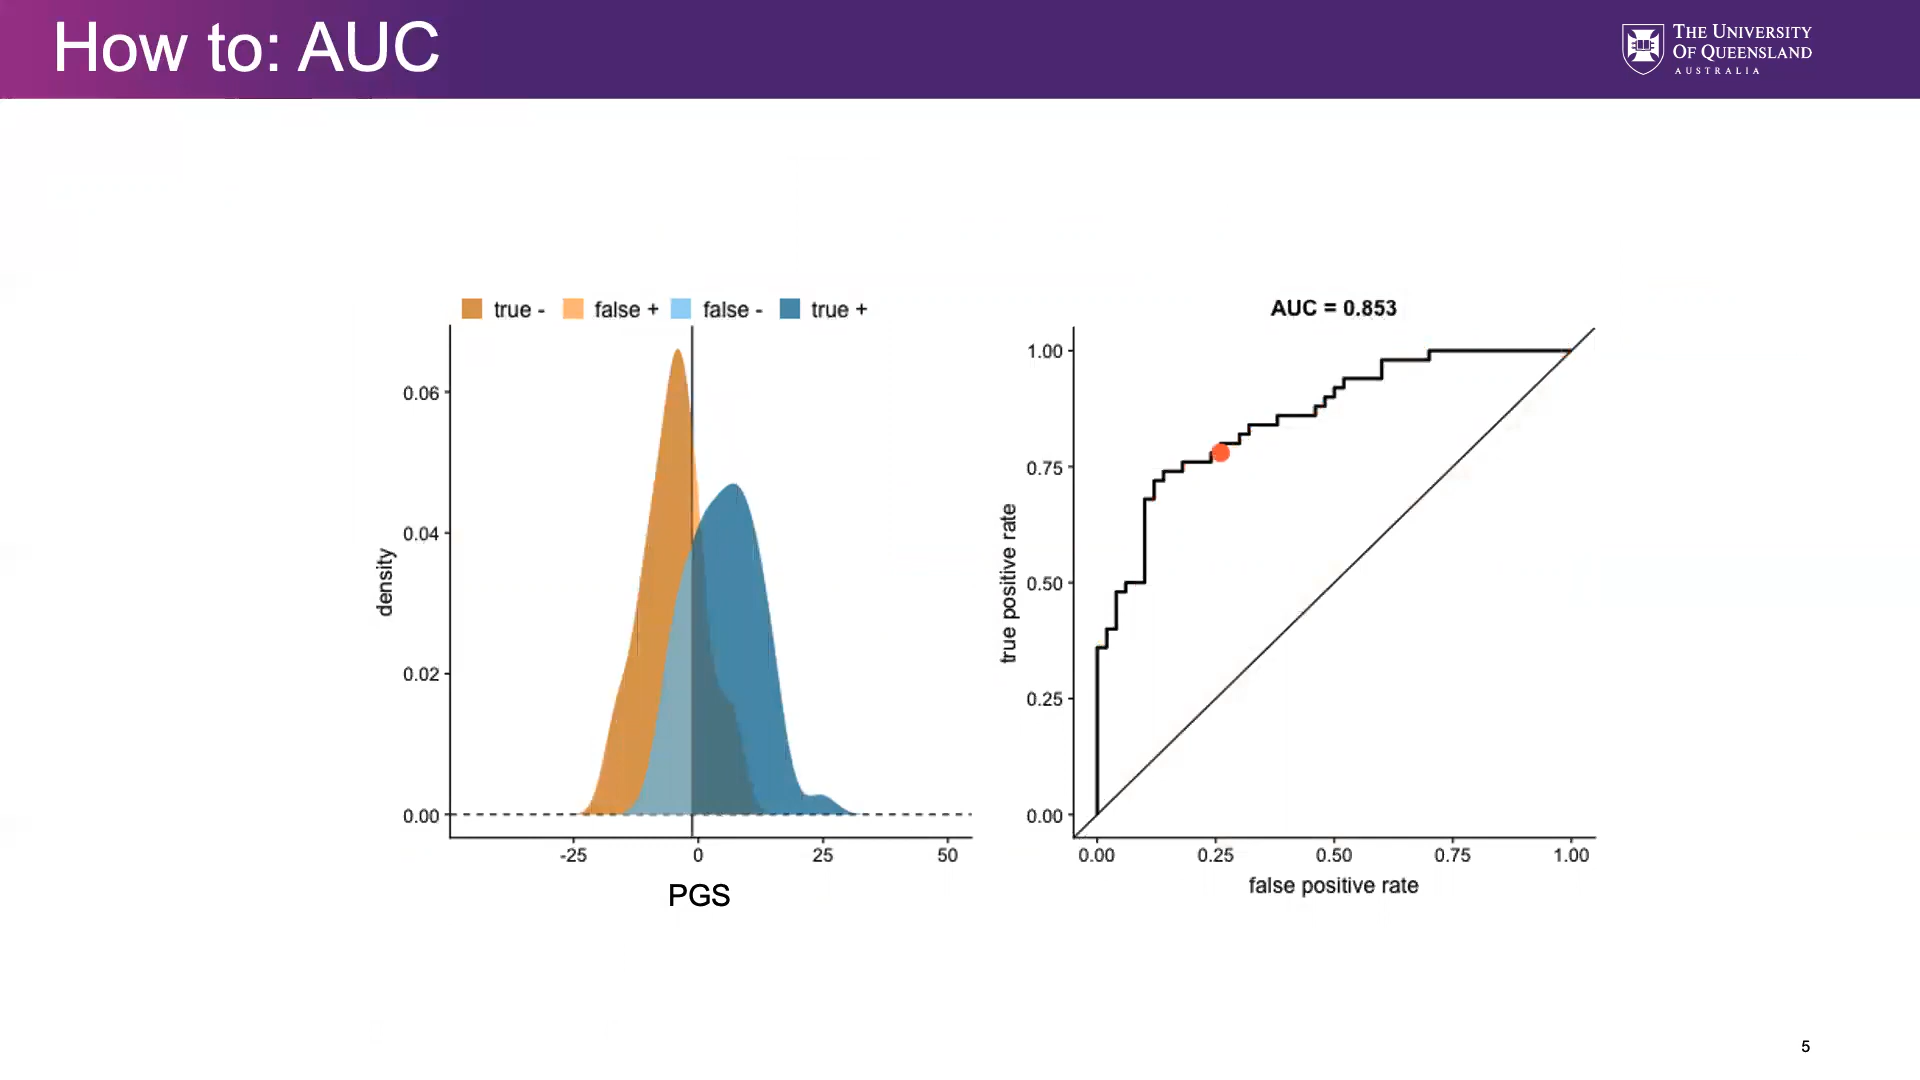 How to: AUC
THE UNIVERSITY
OF QUEENSLAND
AUSTRALIA
true - false + false - true +
0.06
0.04
0.02
0.00
density
-25 0 25 50
PGS
AUC = 0.853
1.00
0.75
0.50
0.25
0.00
true positive rate
0.00 0.25 0.50 0.75 1.00
false positive rate
5